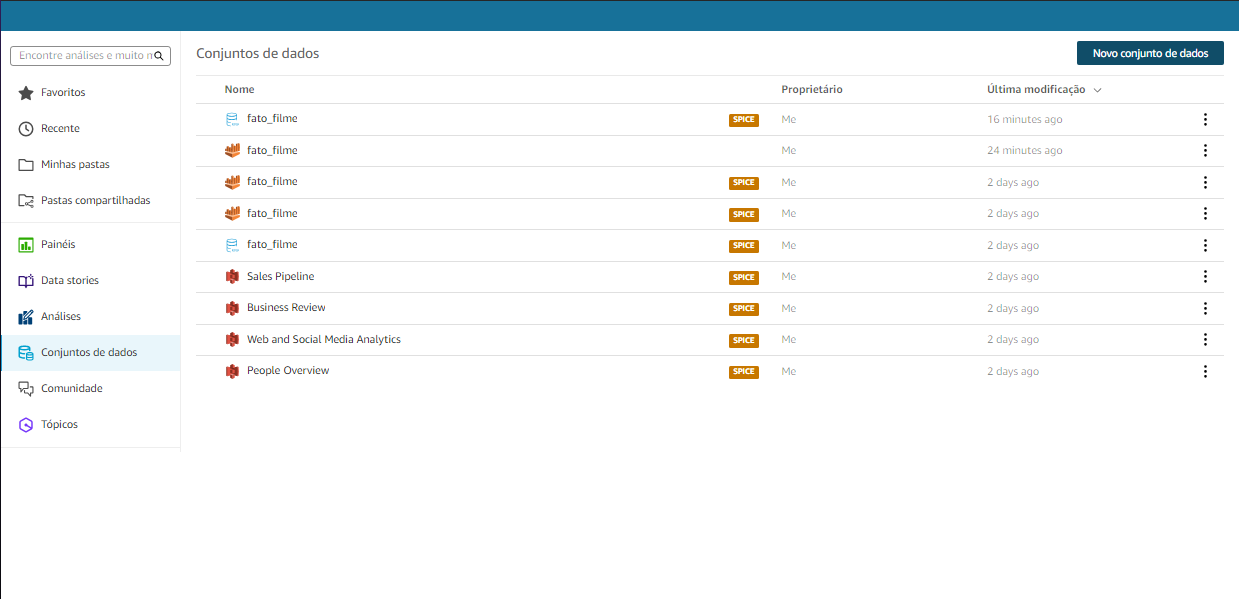 Encontre análises e muito m
Favoritos
Recente
Minhas pastas
Pastas compartilhadas
Painéis
Data stories
Análises
Conjuntos de dados
Comunidade
Tópicos
Conjuntos de dados
Novo conjunto de dados
Nome Proprietário Última modificação
fato_filme SPICE Me 16 minutes ago
fato_filme Me 24 minutes ago
fato_filme SPICE Me 2 days ago
fato_filme SPICE Me 2 days ago
fato_filme SPICE Me 2 days ago
Sales Pipeline SPICE Me 2 days ago
Business Review SPICE Me 2 days ago
Web and Social Media Analytics SPICE Me 2 days ago
People Overview SPICE Me 2 days ago